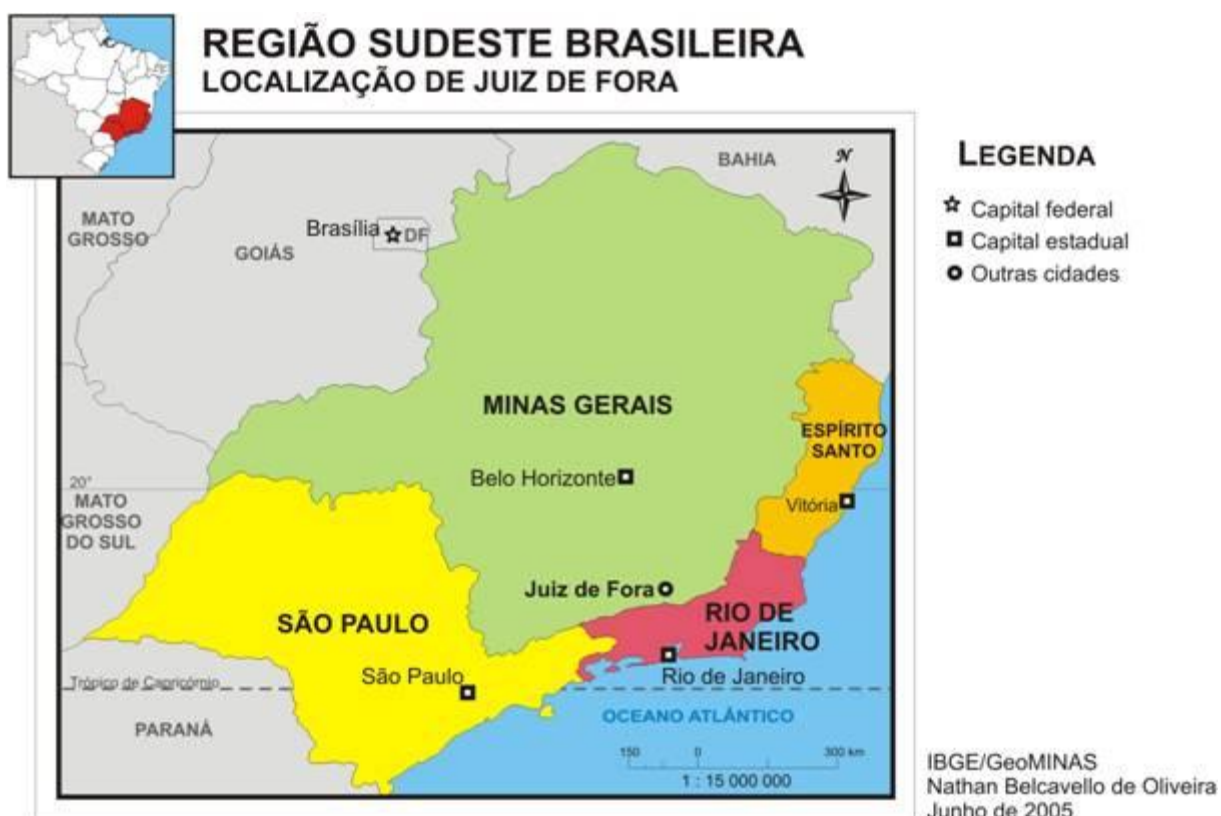 REGIÃO SUDESTE BRASILEIRA
LOCALIZAÇÃO DE JUIZ DE FORA
LEGENDA
Capital federal
Capital estadual
Outras cidades
BAHIA
N
MATO
GROSSO
Brasília
DF
GOIÁS
MINAS GERAIS
ESPÍRITO
SANTO
Belo Horizonte
20°
MATO
GROSSO
DO SUL
Vitória
Juiz de Fora
SÃO PAULO
RIO DE
JANEIRO
São Paulo
Rio de Janeiro
Trópico de Capricórnio
PARANÁ
OCEANO ATLÂNTICO
150 0 300 km
1 : 15 000 000
IBGE/GeoMINAS
Nathan Belcavello de Oliveira
Junho de 2005